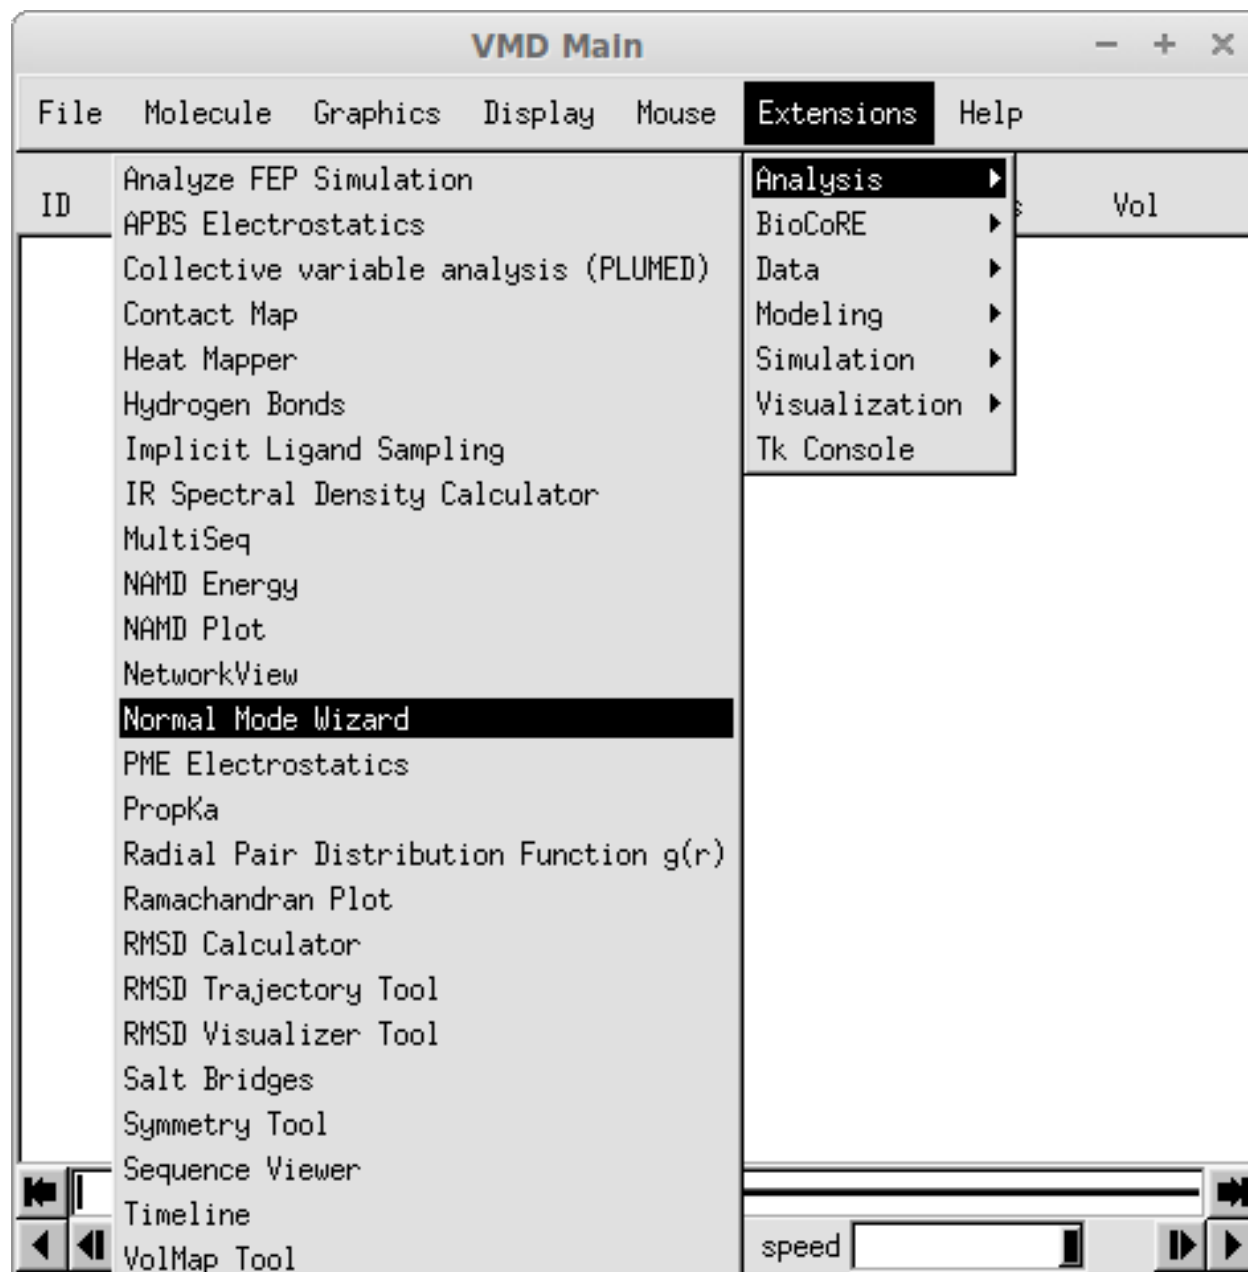 VMD Main
File Molecule Graphics Display Mouse Extensions Help
ID Vol
Analyze FEP Simulation
APBS Electrostatics
Collective variable analysis (PLUMED)
Contact Map
Heat Mapper
Hydrogen Bonds
Implicit Ligand Sampling
IR Spectral Density Calculator
MultiSeq
NAMD Energy
NAMD Plot
NetworkView
Normal Mode Wizard
PME Electrostatics
PropKa
Radial Pair Distribution Function g(r)
Ramachandran Plot
RMSD Calculator
RMSD Trajectory Tool
RMSD Visualizer Tool
Salt Bridges
Symmetry Tool
Sequence Viewer
Timeline
VolMap Tool
Analysis
BioCoRE
Data
Modeling
Simulation
Visualization
Tk Console
speed